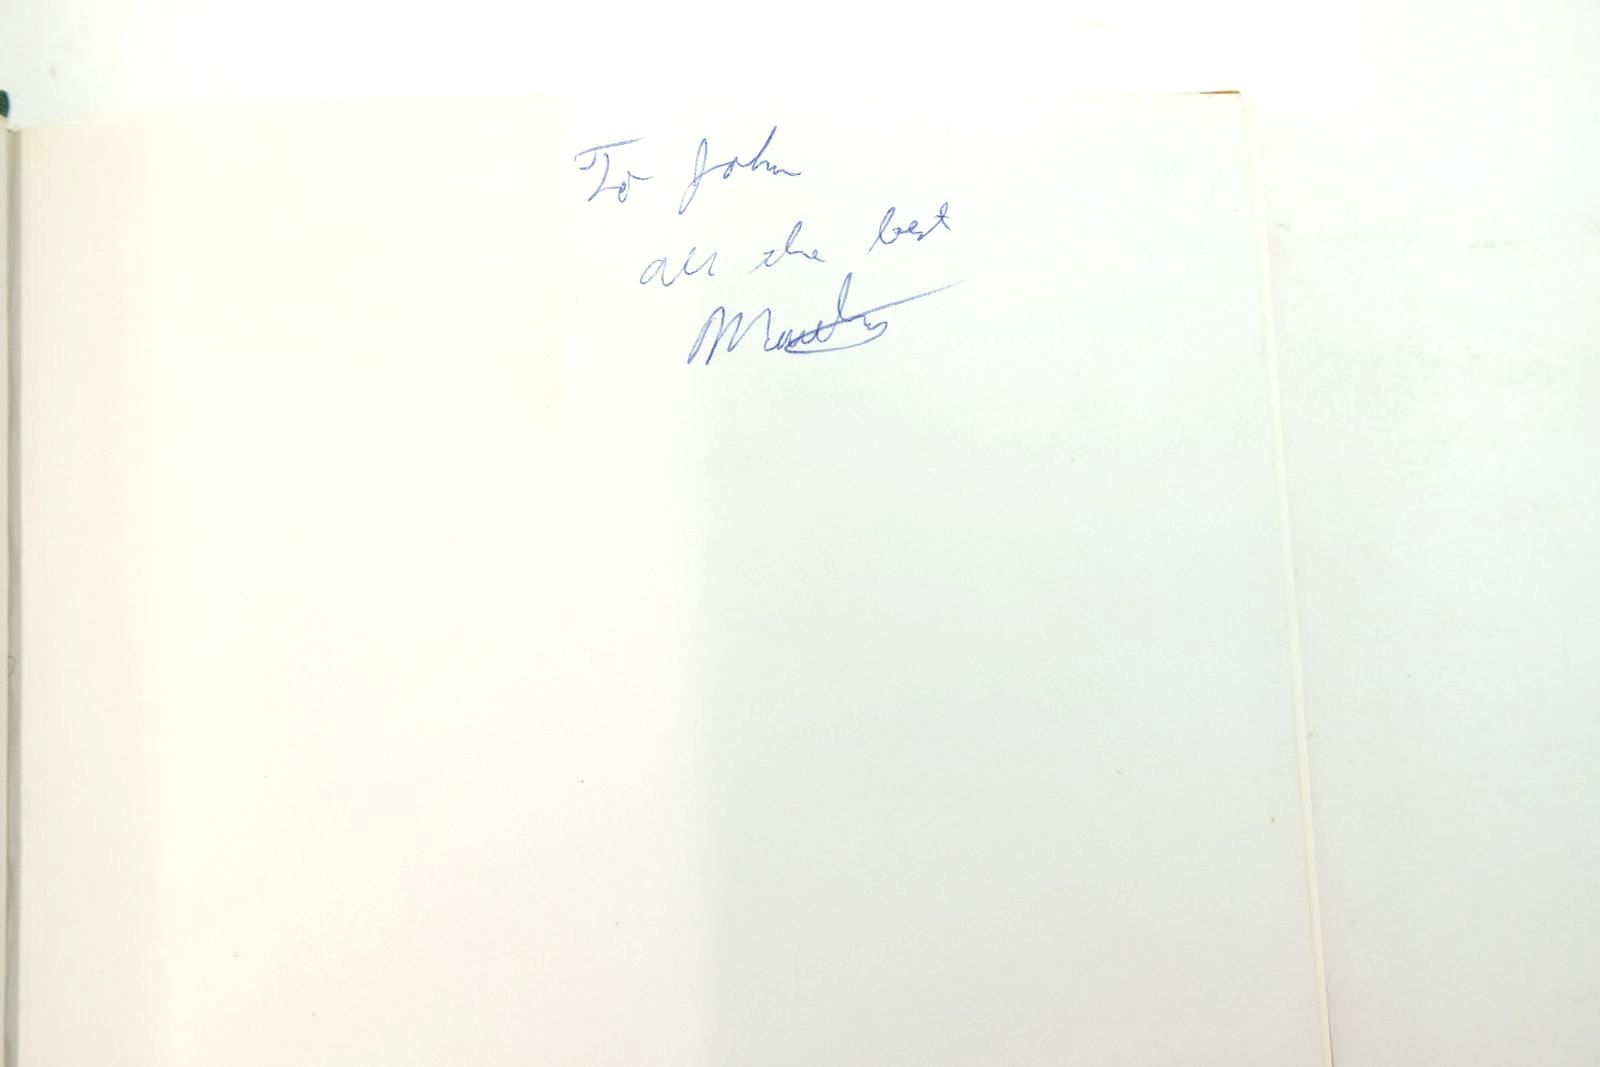 To John
all the best